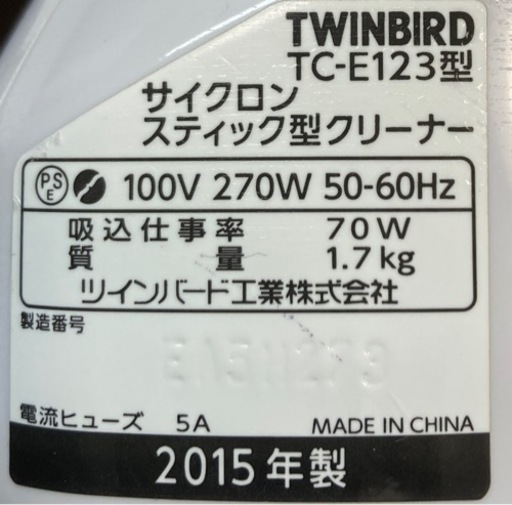 TWINBIRD
TC-E123型
サイクロン
スティック型クリーナー
PSE 100V 270W 50-60Hz
吸込仕事率 70W
質量 1.7kg
ツインバード工業株式会社
製造番号
電流ヒューズ 5A MADE IN CHINA
2015年製